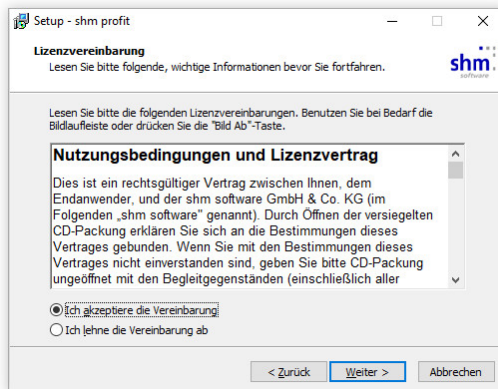 Setup - shm profit
Lizenzvereinbarung
Lesen Sie bitte folgende, wichtige Informationen bevor Sie fortfahren.
shm
software
Lesen Sie bitte die folgenden Lizenzvereinbarungen. Benutzen Sie bei Bedarf die
Bildlaufleiste oder drücken Sie die "Bild Ab"-Taste.
Nutzungsbedingungen und Lizenzvertrag
Dies ist ein rechtsgültiger Vertrag zwischen Ihnen, dem
Endanwender, und der shm software GmbH & Co. KG (im
Folgenden „shm software" genannt). Durch Öffnen der versiegelten
CD-Packung erklären Sie sich an die Bestimmungen dieses
Vertrages gebunden. Wenn Sie mit den Bestimmungen dieses
Vertrages nicht einverstanden sind, geben Sie bitte CD-Packung
ungeöffnet mit den Begleitgegenständen (einschließlich aller
Ich akzeptiere die Vereinbarung
Ich lehne die Vereinbarung ab
< Zurück
Weiter >
Abbrechen